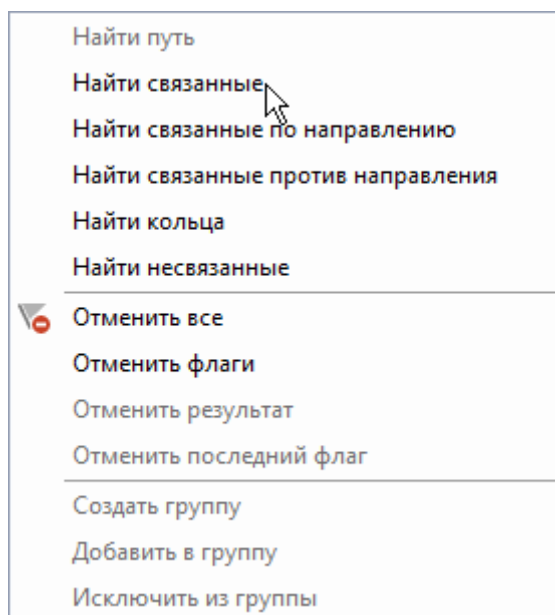 Найти путь
Найти связанные
Найти связанные по направлению
Найти связанные против направления
Найти кольца
Найти несвязанные
Отменить все
Отменить флаги
Отменить результат
Отменить последний флаг
Создать группу
Добавить в группу
Исключить из группы